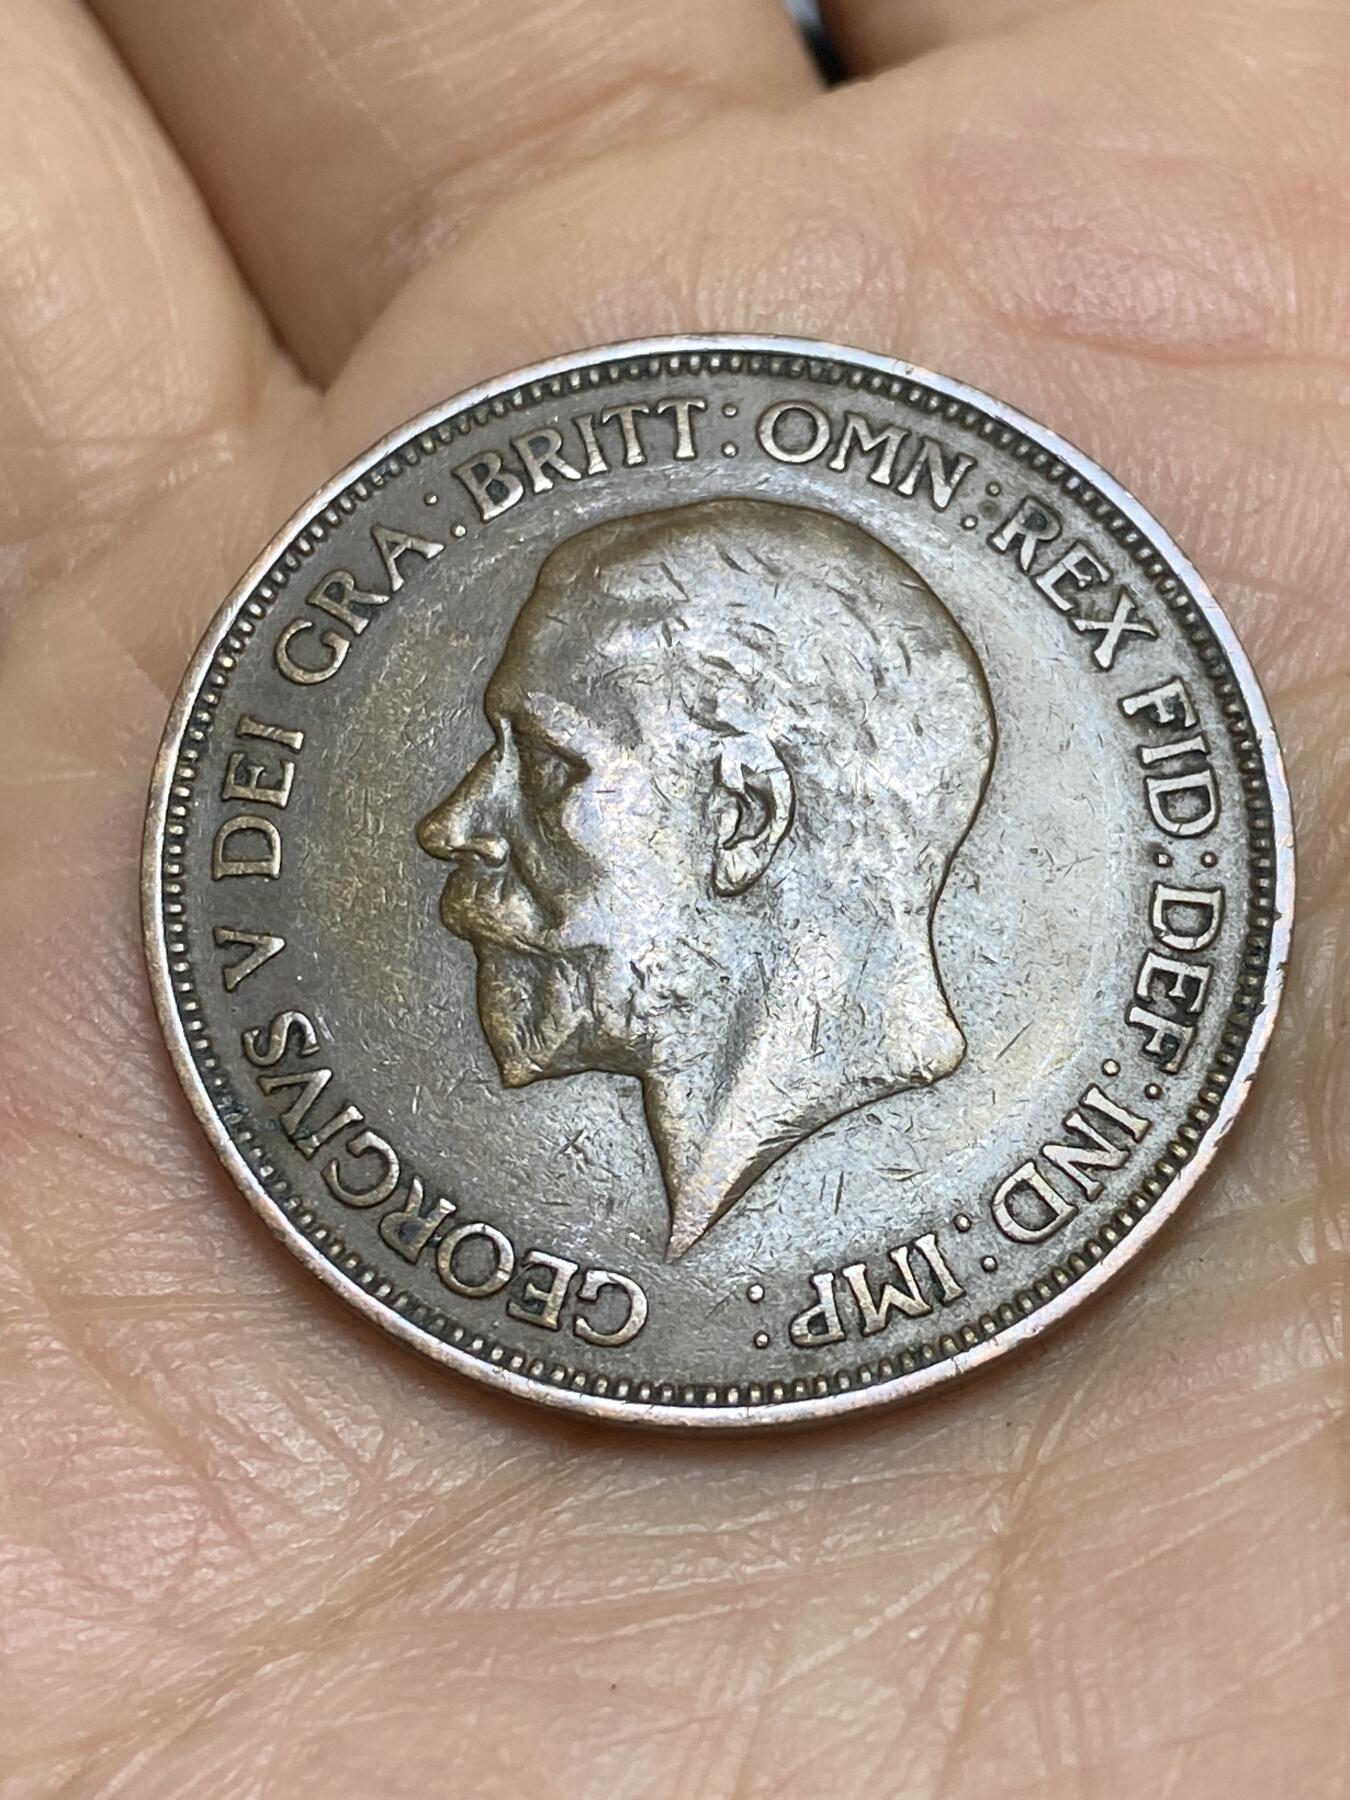 GEORGIVS V DEI GRA: BRITT: OMN: REX FID: DEF: IND: IMP: